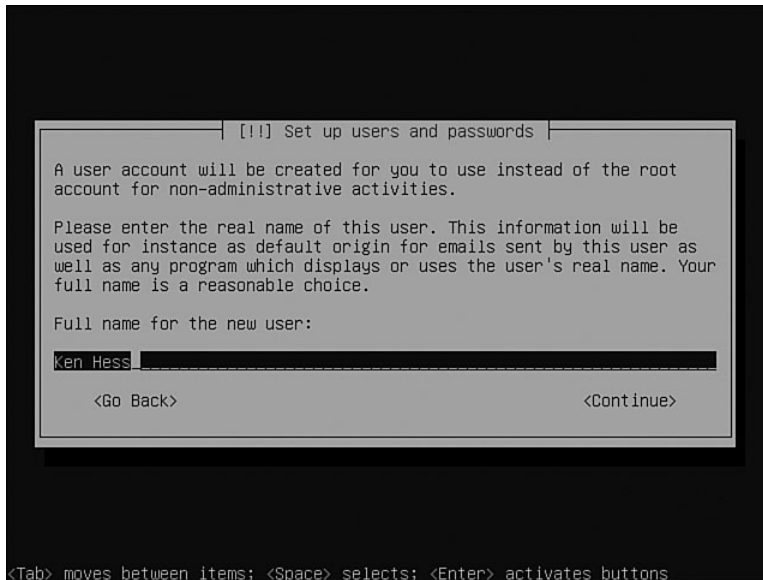 [!!] Set up users and passwords
A user account will be created for you to use instead of the root
account for non-administrative activities.
Please enter the real name of this user. This information will be
used for instance as default origin for emails sent by this user as
well as any program which displays or uses the user's real name. Your
full name is a reasonable choice.
Full name for the new user:
Ken Hess
<Go Back> <Continue>
<Tab> moves between items; <Space> selects; <Enter> activates buttons